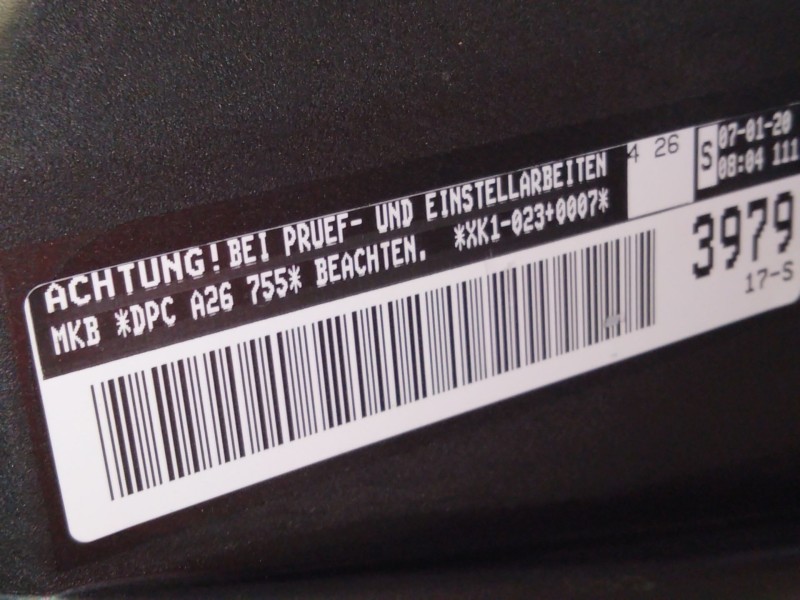 ACHTUNG! BEI PRUEF- UND EINSTELLARBEITEN
MKB *DPC A26 755* BEACHTEN. *XK1-023+0007*
4 26
S
07-01-20
08:04 111
3979
17-S